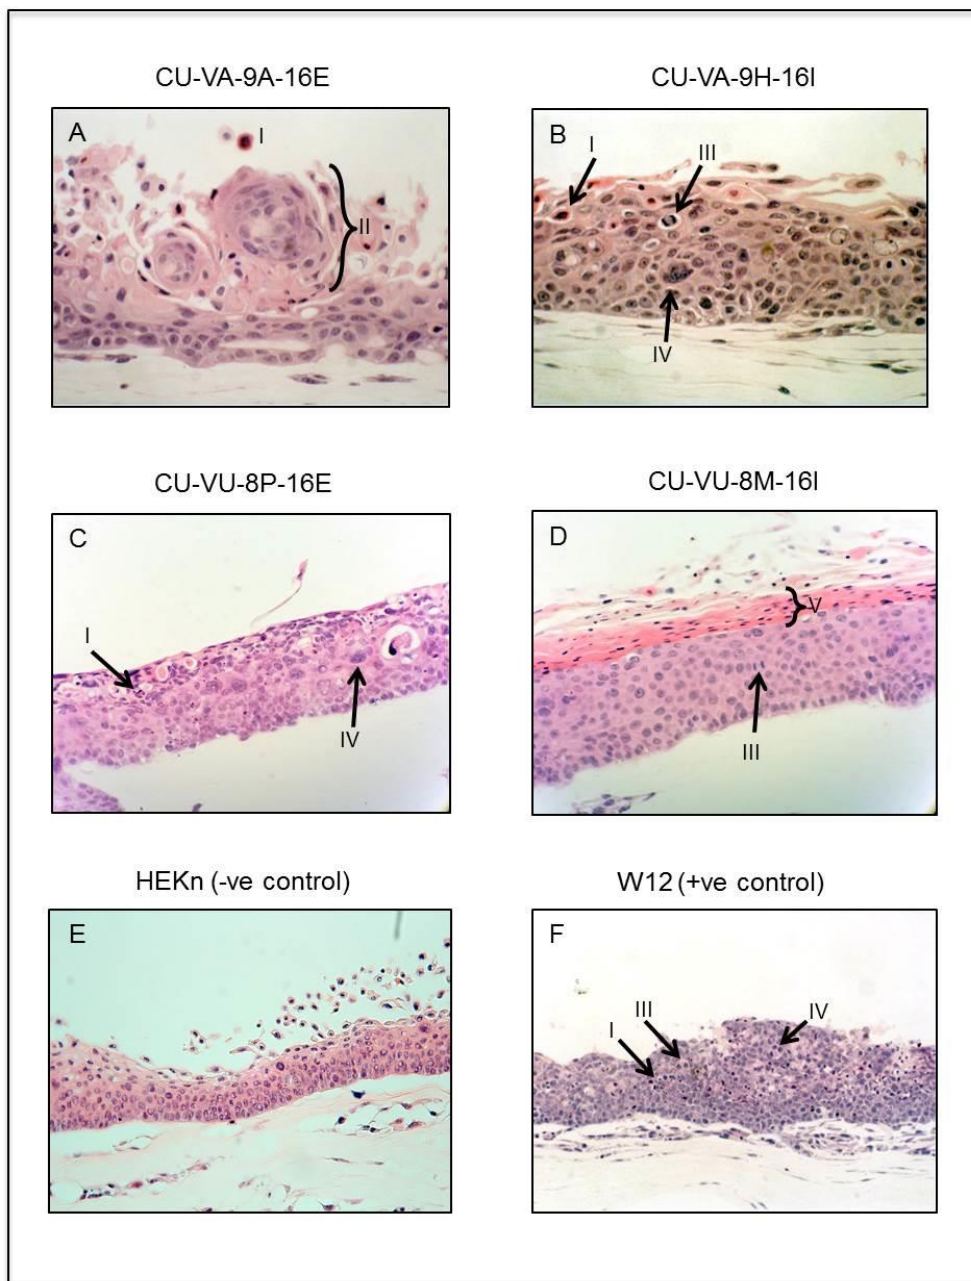 CU-VA-9A-16E
CU-VA-9H-16I
A
I
II
B
I
III
IV
CU-VU-8P-16E
CU-VU-8M-16I
C
I
IV
D
V
III
HEKn (-ve control)
W12 (+ve control)
E
F
I
III
IV